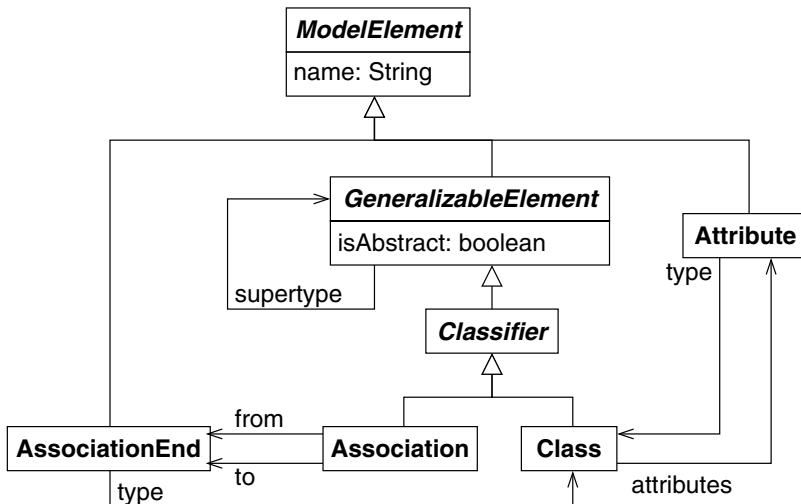 ModelElement
name: String
GeneralizableElement
isAbstract: boolean
Attribute
type
supertype
Classifier
from
AssociationEnd
Association
Class
to
type
attributes